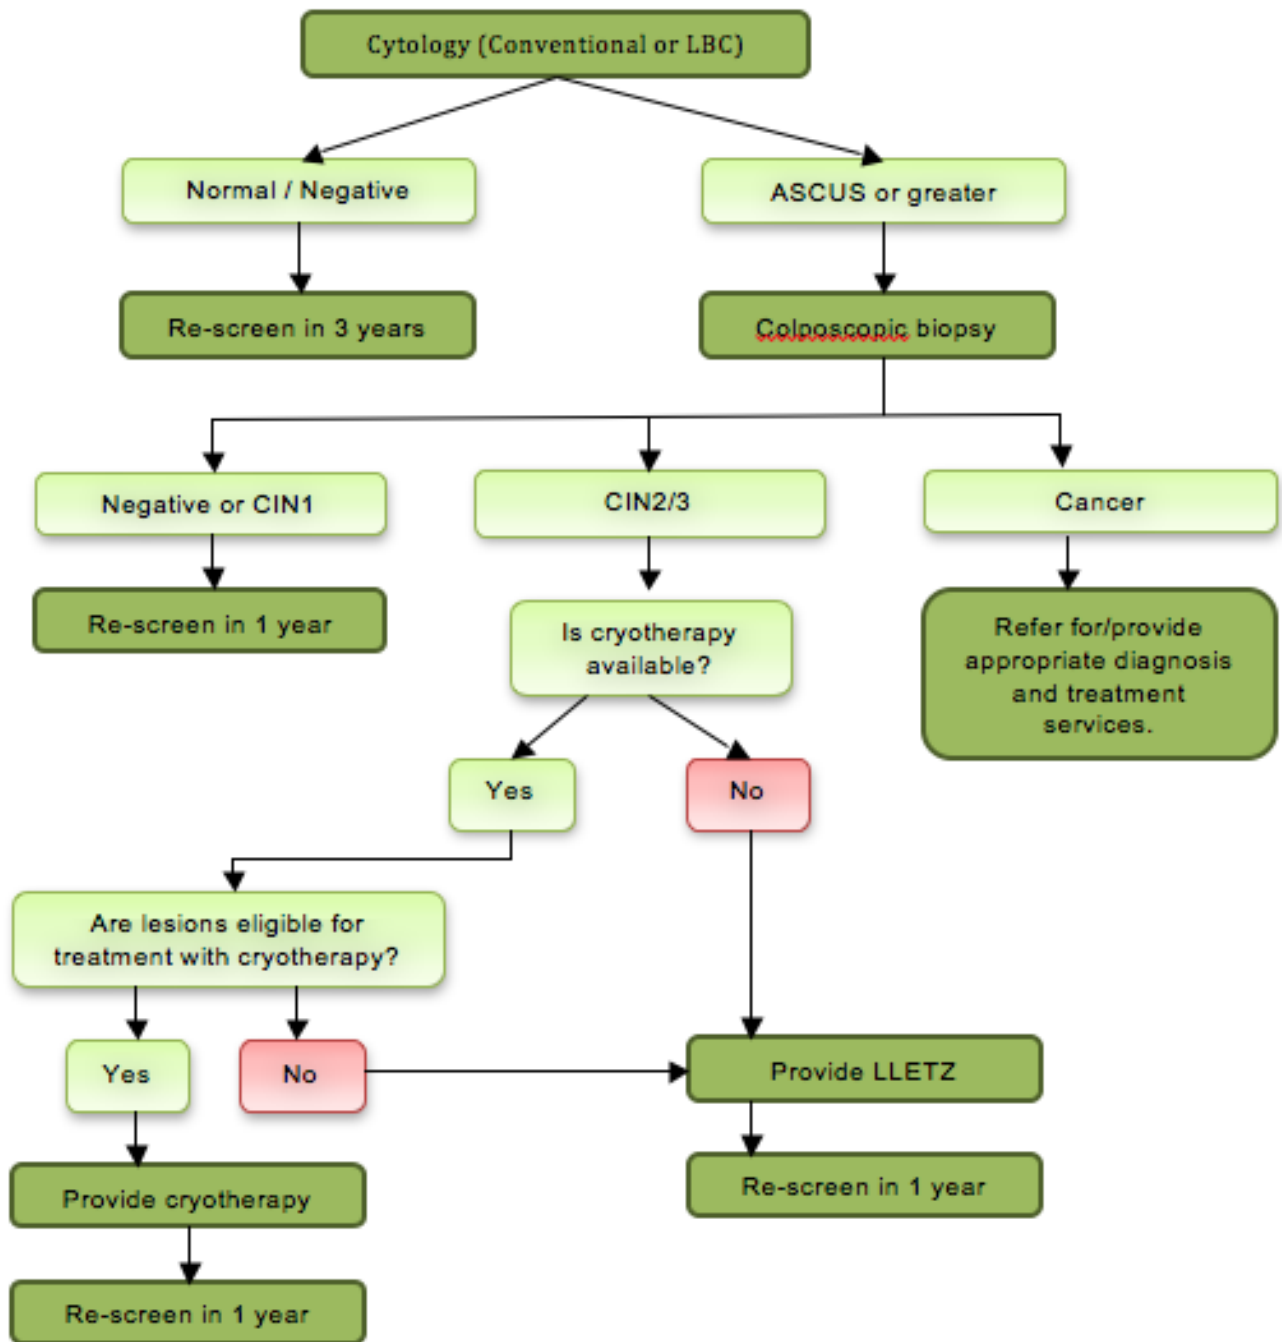 Cytology (Conventional or LBC)
Normal / Negative
ASCUS or greater
Re-screen in 3 years
Colposcopic biopsy
Negative or CIN1
CIN2/3
Cancer
Re-screen in 1 year
Is cryotherapy
available?
Refer for/provide
appropriate diagnosis
and treatment
services.
Yes
No
Are lesions eligible for
treatment with cryotherapy?
Yes
No
Provide LLETZ
Provide cryotherapy
Re-screen in 1 year
Re-screen in 1 year